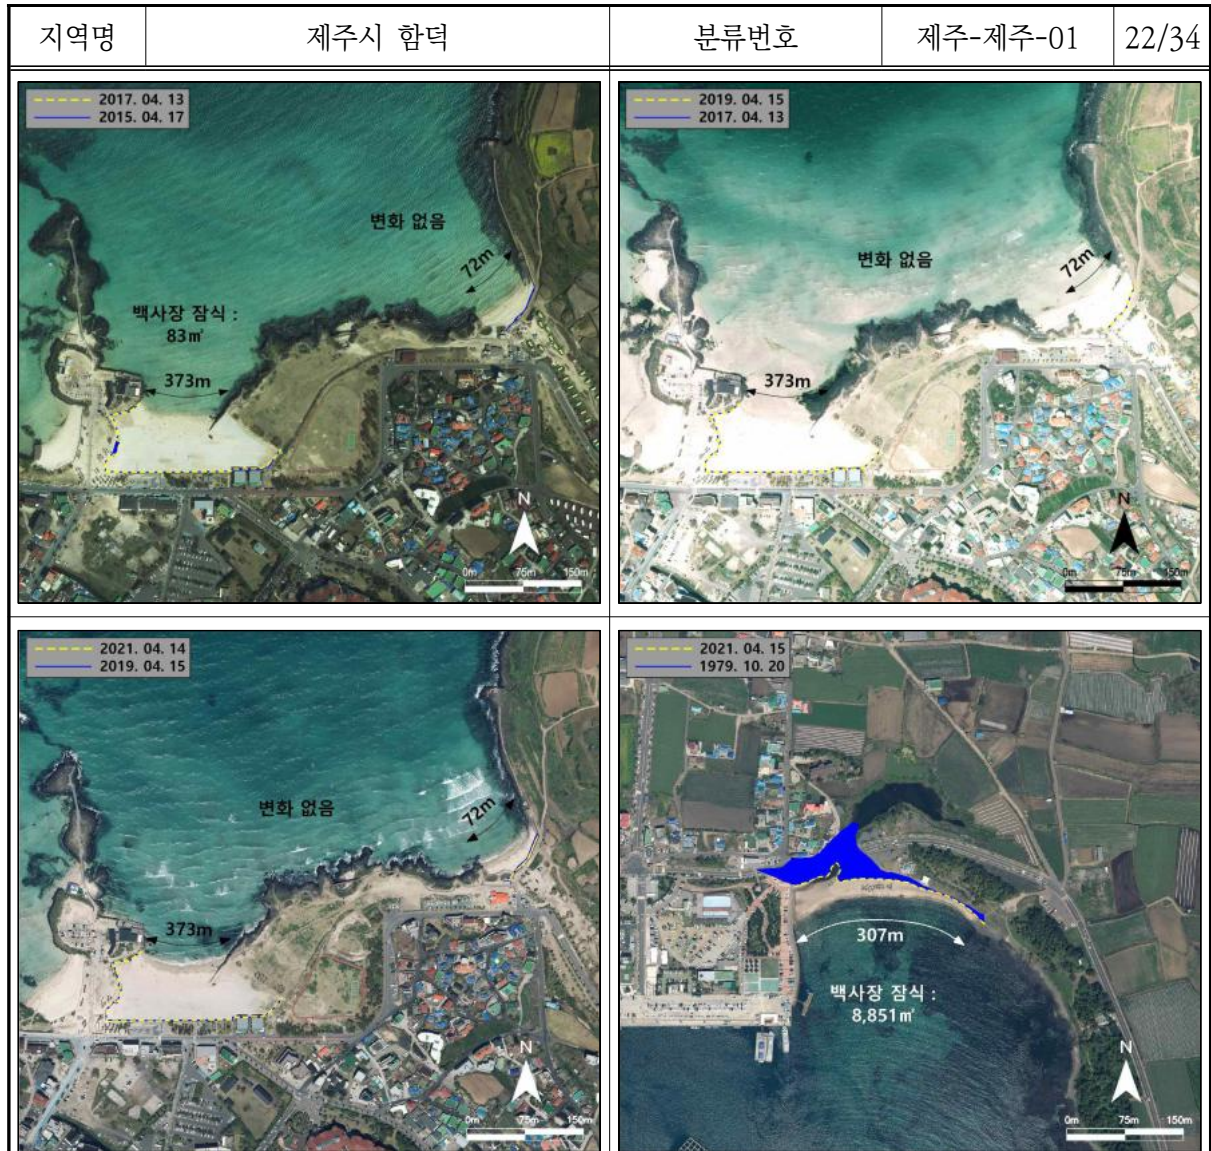 지역명 제주시 함덕 분류번호 제주-제주-01 22/34
2017. 04. 13
2015. 04. 17
변화 없음
72m
백사장 잠식 :
83㎡
373m
N
0m 75m 150m
2019. 04. 15
2017. 04. 13
변화 없음
72m
373m
N
0m 75m 150m
2021. 04. 14
2019. 04. 15
변화 없음
72m
373m
N
0m 75m 150m
2021. 04. 15
1979. 10. 20
307m
백사장 잠식 :
8,851㎡
N
0m 75m 150m